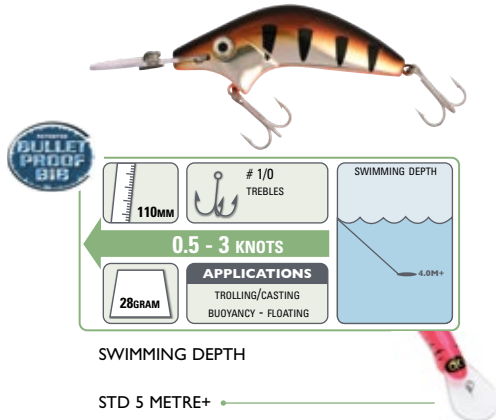 PATENTED
BULLET
PROOF
BIB
110MM
# 1/0
TREBLES
SWIMMING DEPTH
4.0M+
0.5 - 3 KNOTS
28GRAM
APPLICATIONS
TROLLING/CASTING
BUOYANCY - FLOATING
SWIMMING DEPTH
STD 5 METRE+